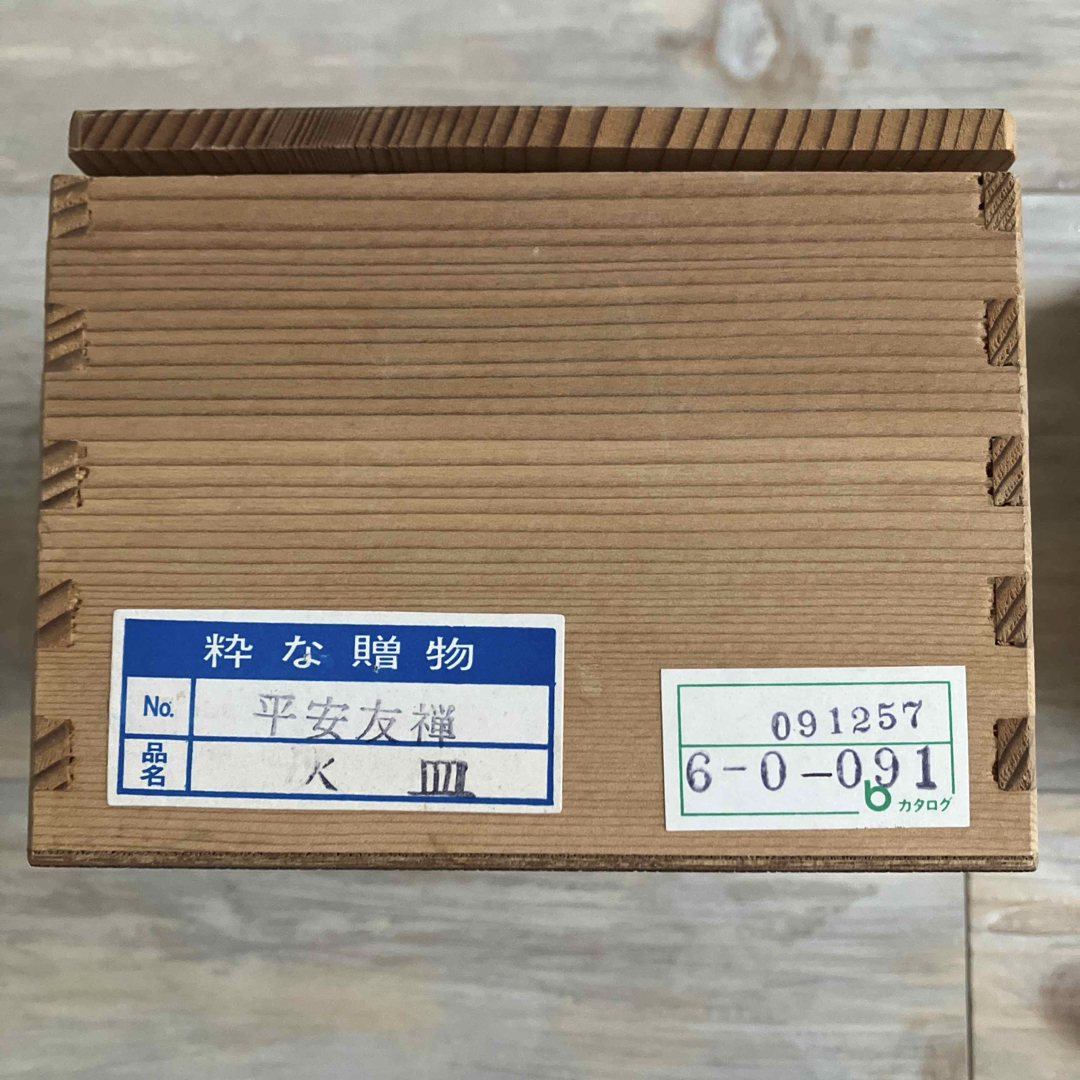 粋な贈物
No. 平安友禅
品名 火 皿
091257
6-0-091
b カタログ